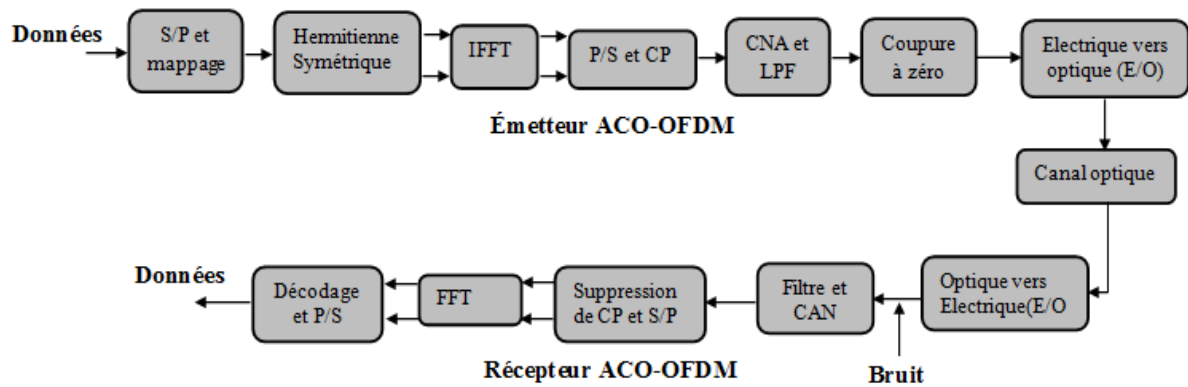 Données
S/P et
mappage
Hermitienne
Symétrique
IFFT
P/S et CP
CNA et
LPF
Coupure
à zéro
Electrique vers
optique (E/O)
Émetteur ACO-OFDM
Canal optique
Données
Décodage
et P/S
FFT
Suppression
de CP et S/P
Filtre et
CAN
Optique vers
Electrique(E/O
Récepteur ACO-OFDM
Bruit